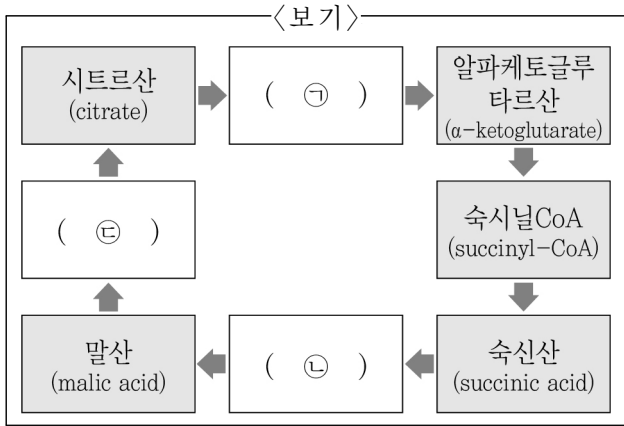 〈보기〉
시트르산
(citrate)
( ㉠ )
알파케토글루
타르산
(α-ketoglutarate)
( ㉢ )
숙시닐CoA
(succinyl-CoA)
말산
(malic acid)
( ㉡ )
숙신산
(succinic acid)